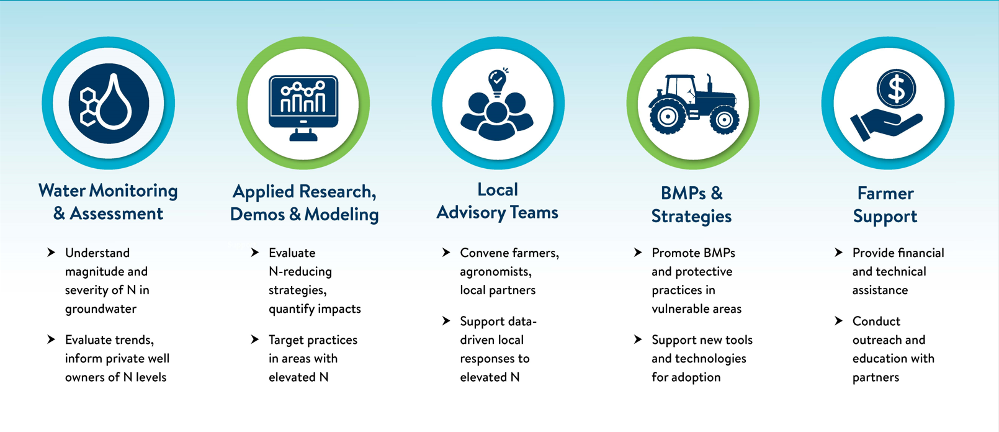 Water Monitoring
& Assessment
Understand
magnitude and
severity of N in
groundwater
Evaluate trends,
inform private well
owners of N levels
Applied Research,
Demos & Modeling
Evaluate
N-reducing
strategies,
quantify impacts
Target practices
in areas with
elevated N
Local
Advisory Teams
Convene farmers,
agronomists,
local partners
Support data-
driven local
responses to
elevated N
BMPs &
Strategies
Promote BMPs
and protective
practices in
vulnerable areas
Support new tools
and technologies
for adoption
$
Farmer
Support
Provide financial
and technical
assistance
Conduct
outreach and
education with
partners